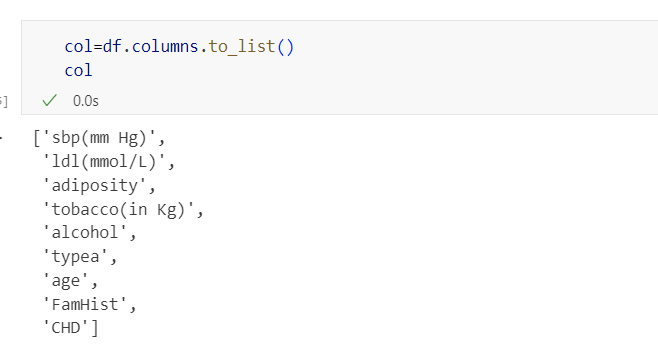 col=df.columns.to_list()
col
0.0s
['sbp(mm Hg)',
'ldl(mmol/L)',
'adiposity',
'tobacco(in Kg)',
'alcohol',
'typea',
'age',
'FamHist',
'CHD']